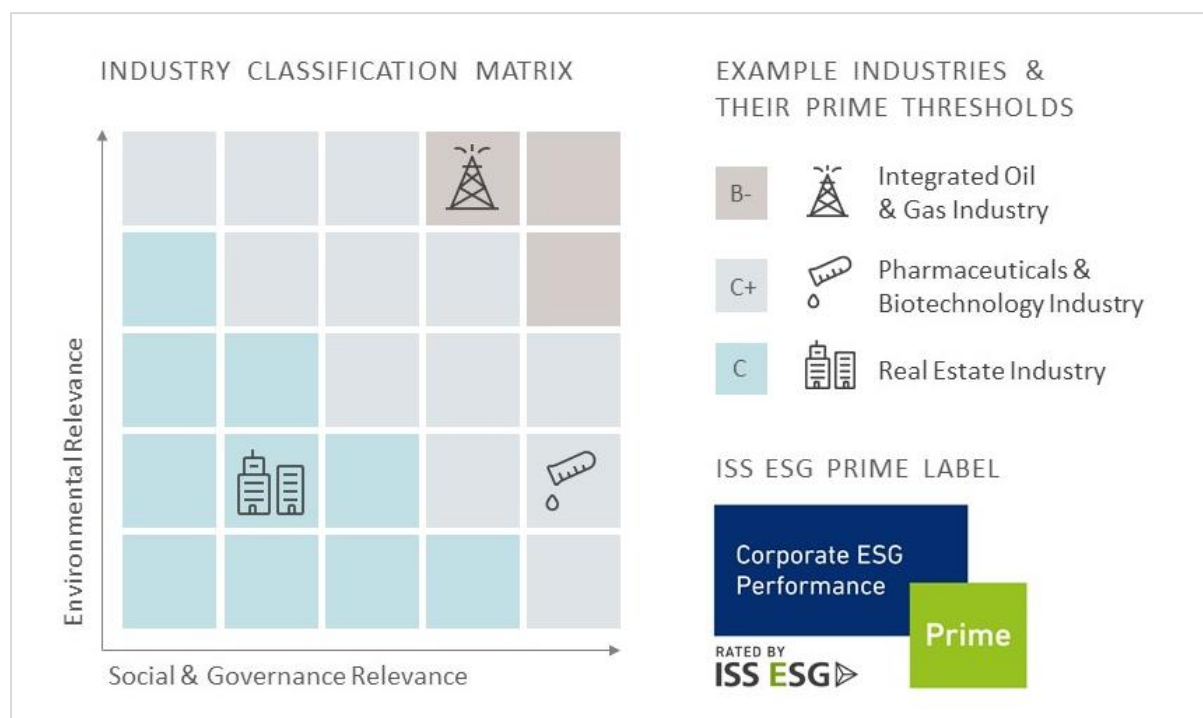 INDUSTRY CLASSIFICATION MATRIX
Environmental Relevance
Social & Governance Relevance
EXAMPLE INDUSTRIES &
THEIR PRIME THRESHOLDS
B-
Integrated Oil
& Gas Industry
C+
Pharmaceuticals &
Biotechnology Industry
C
Real Estate Industry
ISS ESG PRIME LABEL
Corporate ESG
Performance
Prime
RATED BY
ISS ESG